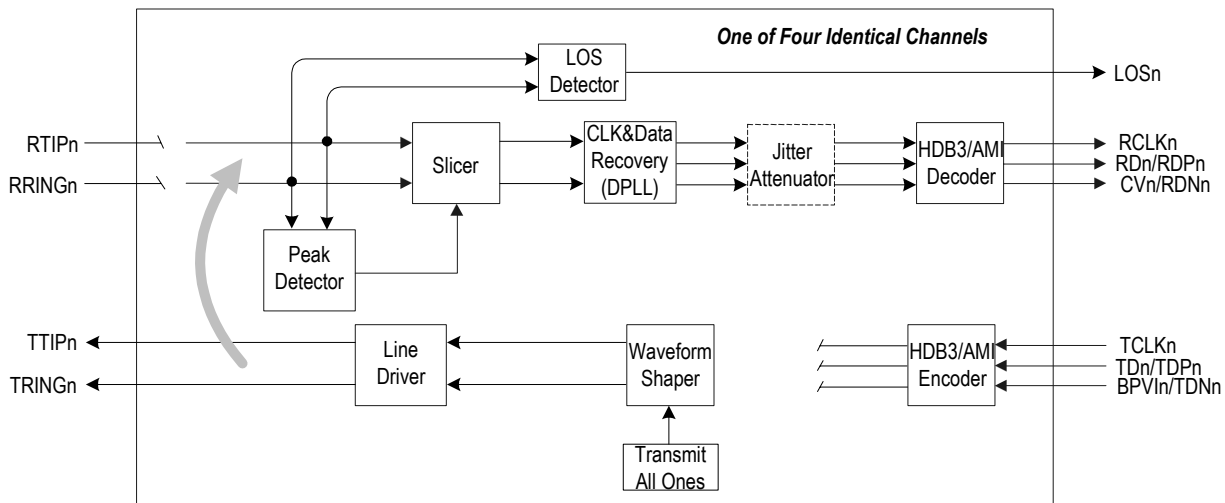 One of Four Identical Channels
LOS
Detector
LOSn
RTIPn
RRINGn
Slicer
CLK&Data
Recovery
(DPLL)
Jitter
Attenuator
HDB3/AMI
Decoder
RCLKn
RDn/RDPn
CVn/RDNn
Peak
Detector
TTIPn
TRINGn
Line
Driver
Waveform
Shaper
HDB3/AMI
Encoder
TCLKn
TDn/TDPn
BPVIn/TDNn
Transmit
All Ones